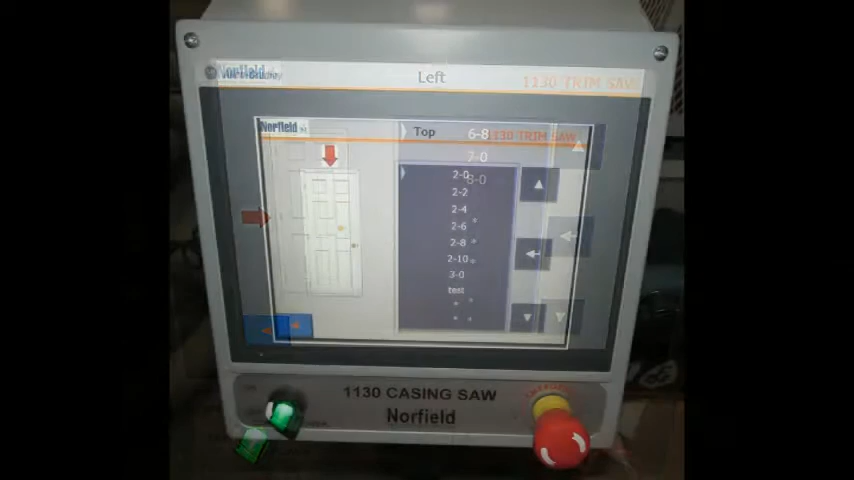 Norfield
Left
1130 TRIM SAW
Norfield
Top
6-8
1130 TRIM SAW
7-0
2-0
8-0
2-2
2-4
2-6
2-8
2-10
3-0
test
1130 CASING SAW
Norfield